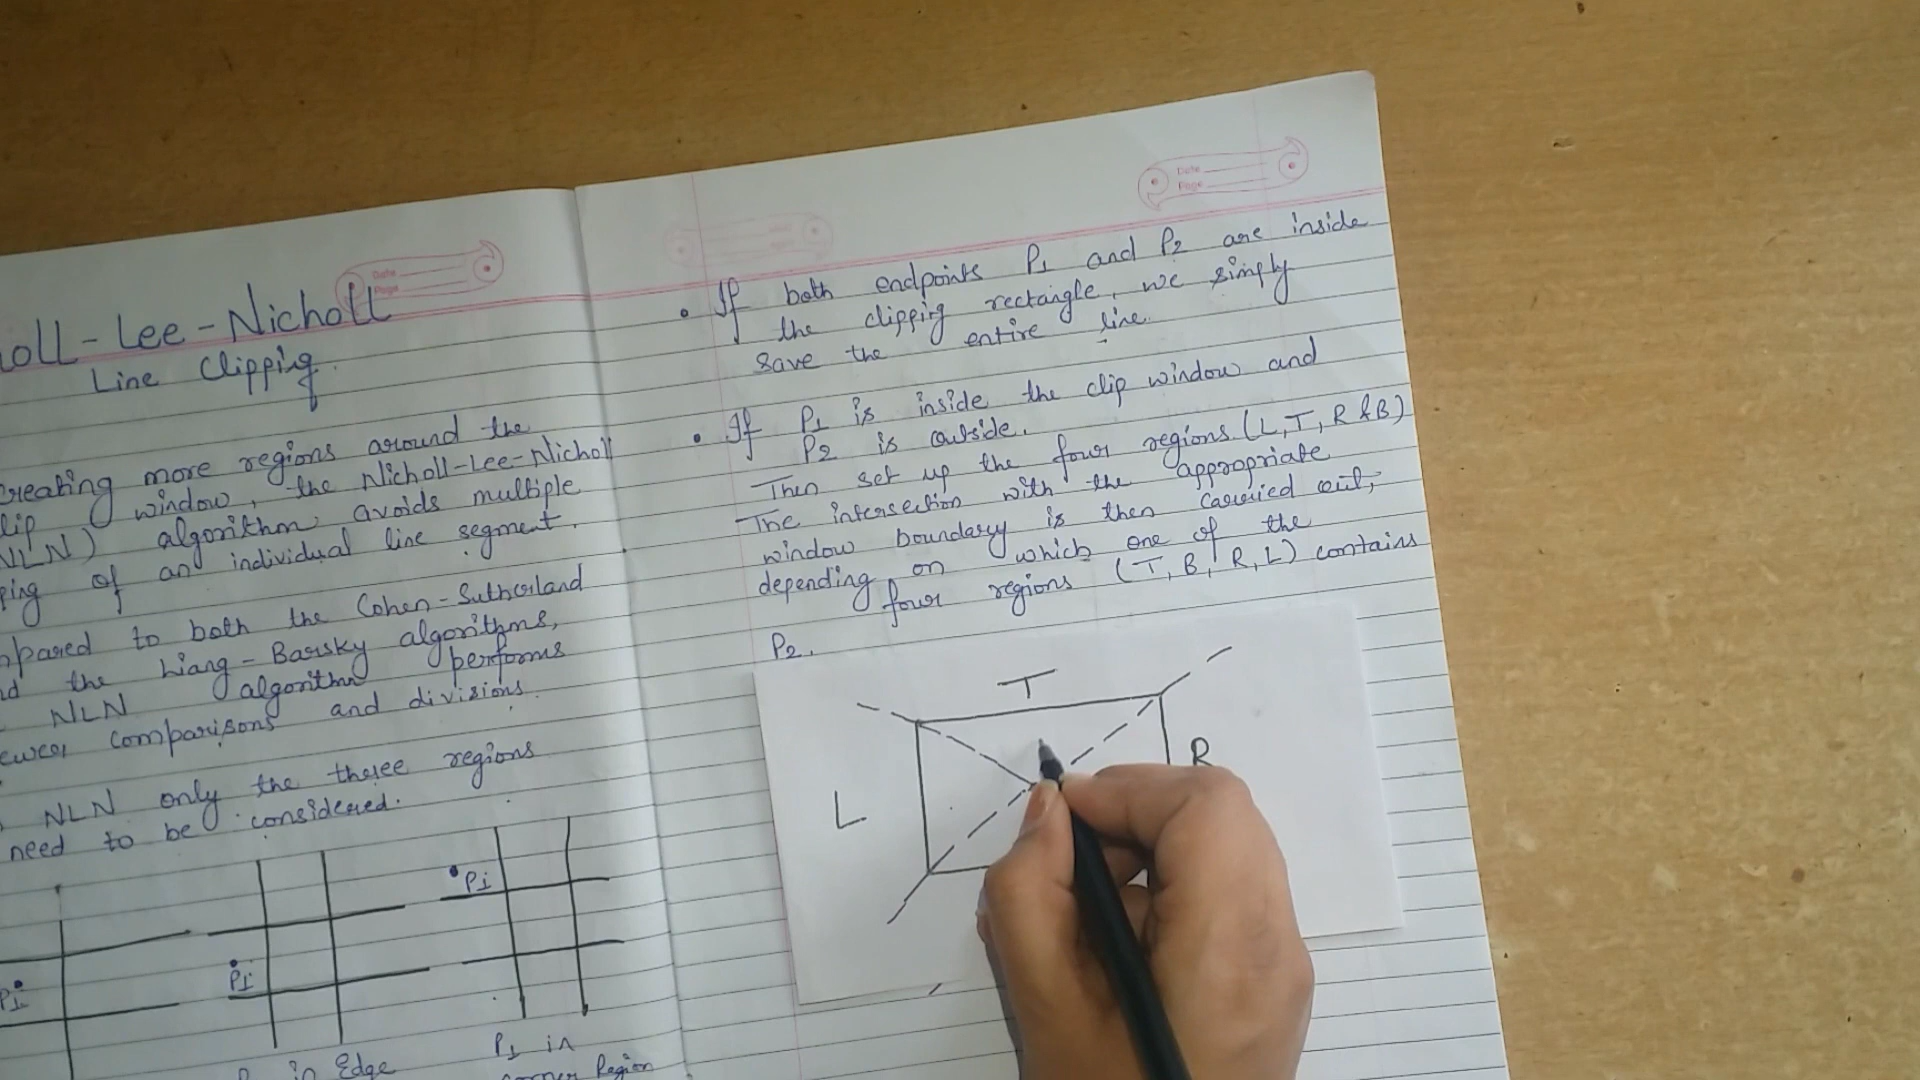 oll-Lee-Nicholl
Line Clipping.
creating more regions around the
lip window, the Nicholl-Lee-Nicholl
NLN) algorithm avoids multiple
ping of an individual line segment.
pared to both the Cohen-Sutherland
d the Liang-Barsky algorithms,
NLN algorithm performs
ewer comparisons and divisions.
NLN only the three regions
need to be considered.
P1
P1
P1
in Edge
P1 in
corner Region
Date
Page
Date
Page
• If both endpoints P1 and P2 are inside
the clipping rectangle, we simply
save the entire line.
• If P1 is inside the clip window and
P2 is outside.
Then set up the four regions (L,T,R &B)
The intersection with the appropriate
window boundary is then carried out,
depending on which one of the
four regions (T, B, R, L) contains
P2.
T
L
R